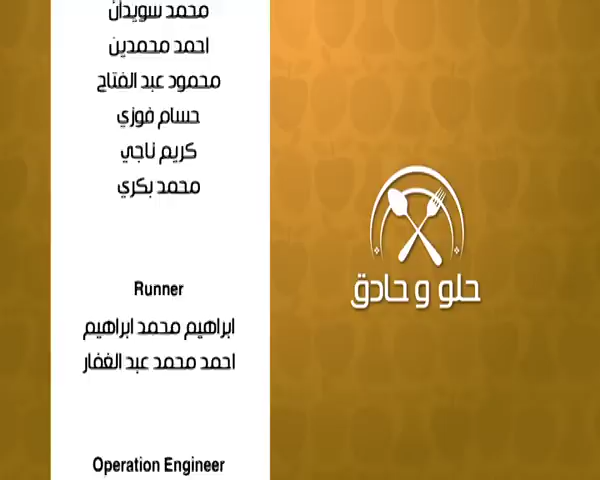 محمد سويدان
احمد محمدين
محمود عبد الفتاح
حسام فوزي
كريم ناجي
محمد بكري
Runner
ابراهيم محمد ابراهيم
احمد محمد عبد الغفار
Operation Engineer
حلو و حادق